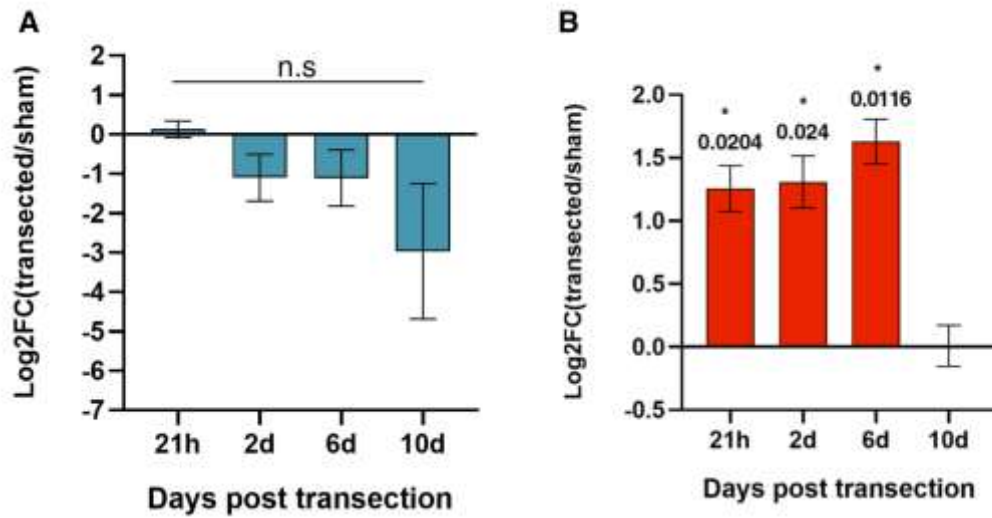 A
Log2FC(transected/sham)
2
1
0
-1
-2
-3
-4
-5
-6
-7
n.s
21h 2d 6d 10d
Days post transection
B
Log2FC(transected/sham)
2.0
1.5
1.0
0.5
0.0
-0.5
* * *
0.0204 0.024 0.0116
21h 2d 6d 10d
Days post transection